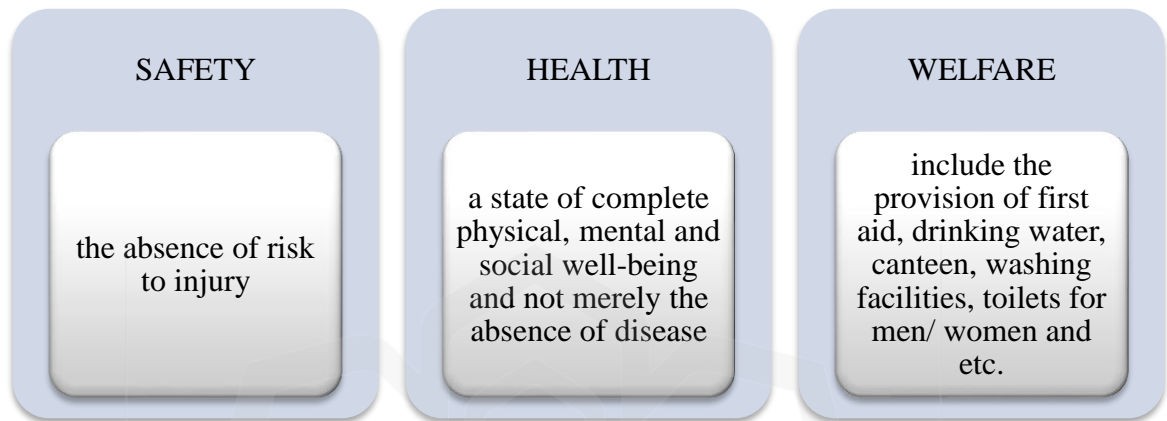 SAFETY
the absence of risk
to injury
HEALTH
a state of complete
physical, mental and
social well-being
and not merely the
absence of disease
WELFARE
include the
provision of first
aid, drinking water,
canteen, washing
facilities, toilets for
men/ women and
etc.